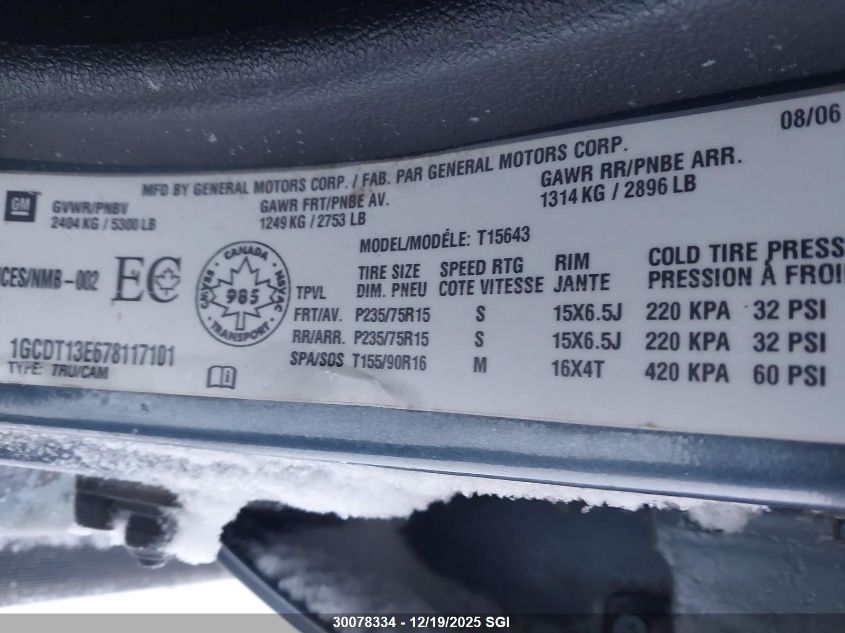 08/06
MFD BY GENERAL MOTORS CORP. / FAB. PAR GENERAL MOTORS CORP.
GM
GVWR/PNBV GAWR FRT/PNBE AV. GAWR RR/PNBE ARR.
2404 KG / 5300 LB 1249 KG / 2753 LB 1314 KG / 2896 LB
MODEL/MODÊLE: T15643
ICES/NMB-002 EC
CANADA
985
TRANSPORT
TIRE SIZE SPEED RTG RIM COLD TIRE PRESS
TPVL DIM. PNEU COTE VITESSE JANTE PRESSION À FROI
FRT/AV. P235/75R15 S 15X6.5J 220 KPA 32 PSI
RR/ARR. P235/75R15 S 15X6.5J 220 KPA 32 PSI
SPA/SOS T155/90R16 M 16X4T 420 KPA 60 PSI
1GCDT13E678117101
TYPE: TRU/CAM
30078334 - 12/19/2025 SGI